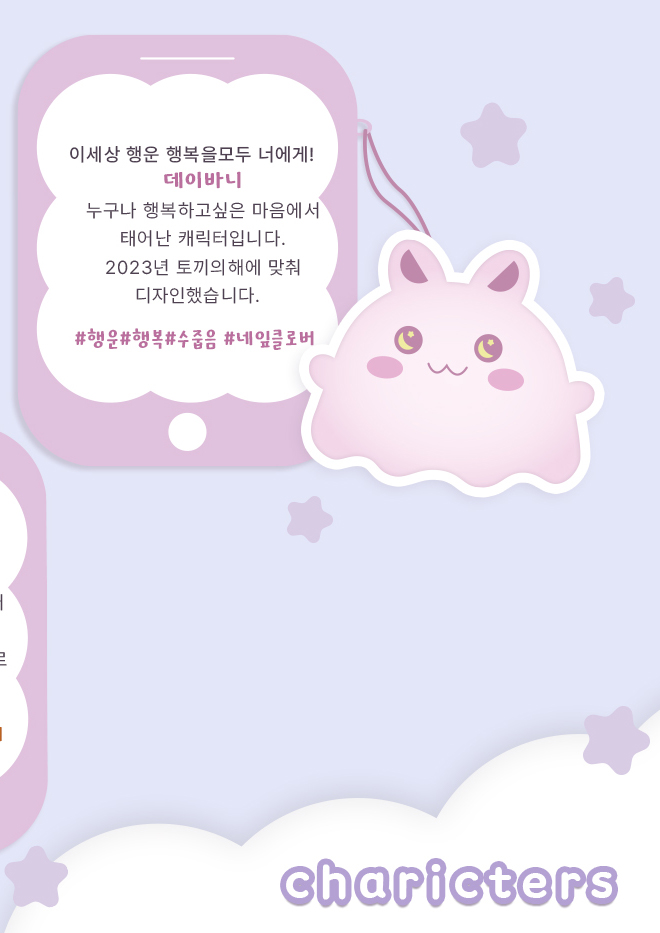 이세상 행운 행복을모두 너에게!
데이바니
누구나 행복하고싶은 마음에서
태어난 캐릭터입니다.
2023년 토끼의해에 맞춰
디자인했습니다.
#행운#행복#수줍음 #네잎클로버
charicters